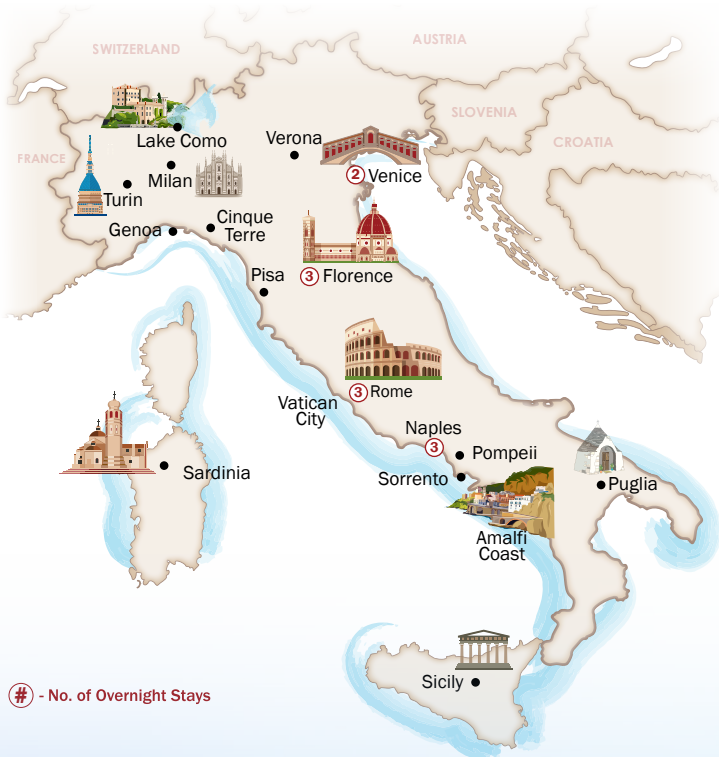 AUSTRIA
SWITZERLAND
SLOVENIA
CROATIA
FRANCE
Lake Como
Verona
Milan
2 Venice
Turin
Genoa
Cinque
Terre
Pisa
3 Florence
3 Rome
Vatican
City
Naples
3
Pompeii
Sorrento
Sardinia
Puglia
Amalfi
Coast
Sicily
# - No. of Overnight Stays